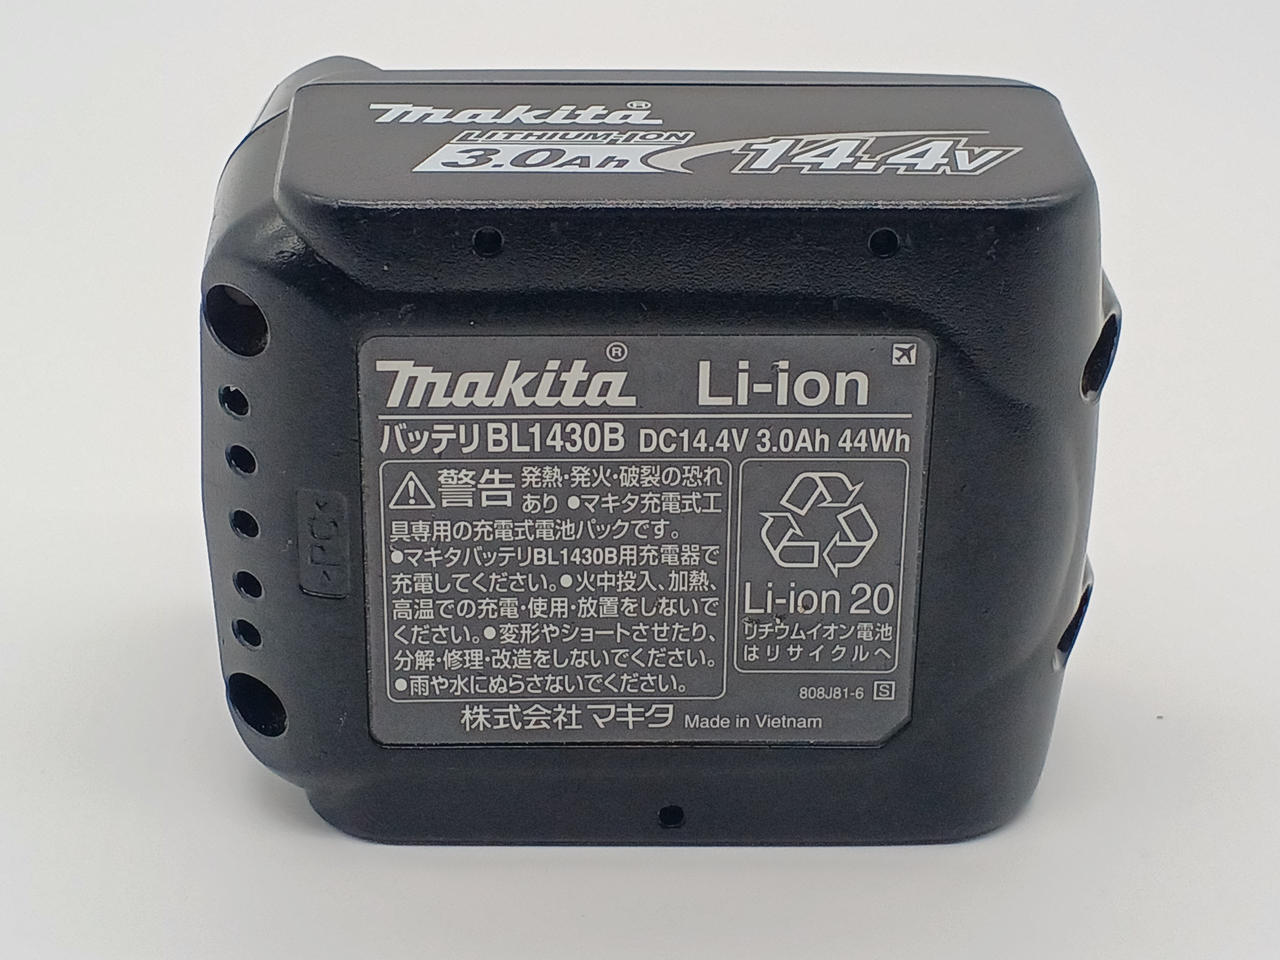 makita®
LITHIUM-ION
3.0Ah
14.4V
makita® Li-ion
バッテリBL1430B DC14.4V 3.0Ah 44Wh
警告 発熱・発火・破裂の恐れ
あり ●マキタ充電式工
具専用の充電式電池パックです。
●マキタバッテリBL1430B用充電器で
充電してください。●火中投入、加熱、
高温での充電・使用・放置をしないで
ください。●変形やショートさせたり、
分解・修理・改造をしないでください。
●雨や水にぬらさないでください。
Li-ion 20
リチウムイオン電池
はリサイクルへ
808J81-6 S
株式会社マキタ Made in Vietnam
>PC<